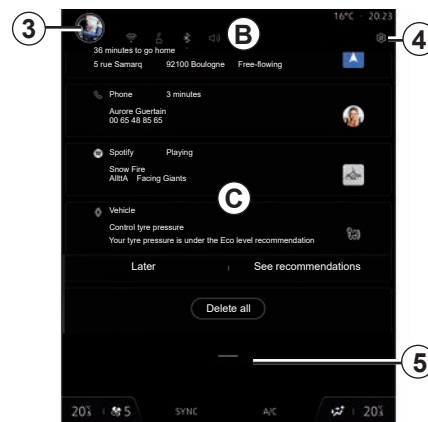 16°C · 20:23
3
B
4
36 minutes to go home
5 rue Samarq 92100 Boulogne Free-flowing
Phone 3 minutes
Aurore Guertain
00 65 48 85 65
Spotify Playing
Snow Fire
AllttA Facing Giants
C
Vehicle
Control tyre pressure
Your tyre pressure is under the Eco level recommendation
Later See recommendations
Delete all
5
20 5 SYNC A/C 20